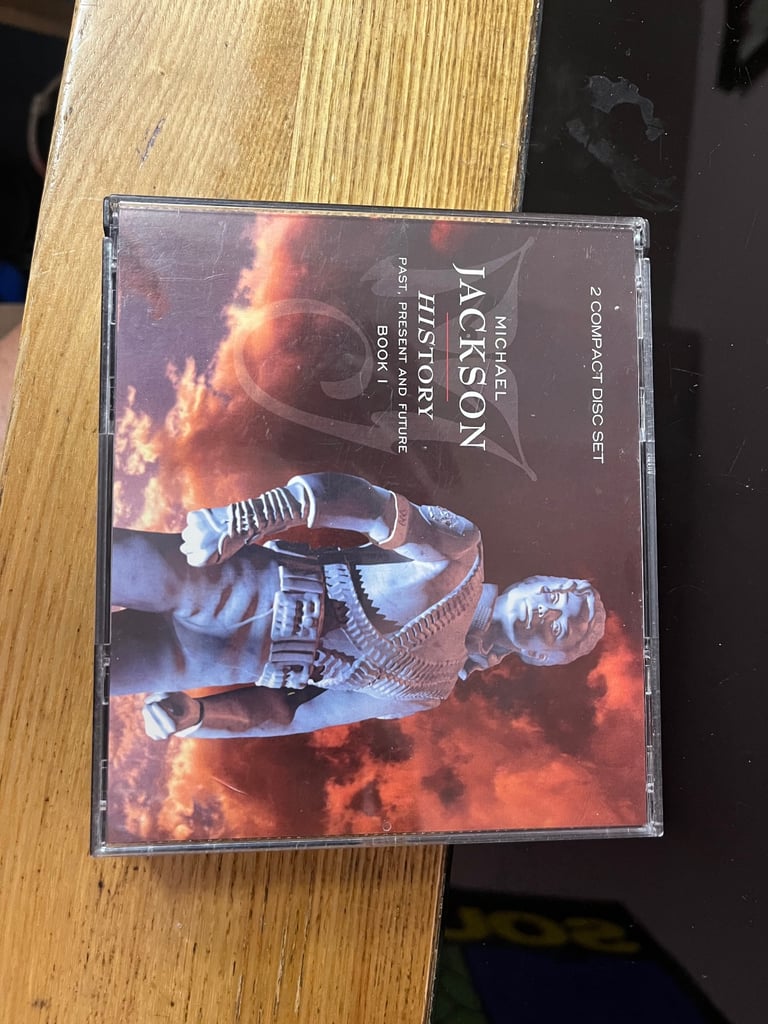 2 COMPACT DISC SET
MICHAEL
JACKSON
HISTORY
PAST, PRESENT AND FUTURE
BOOK I